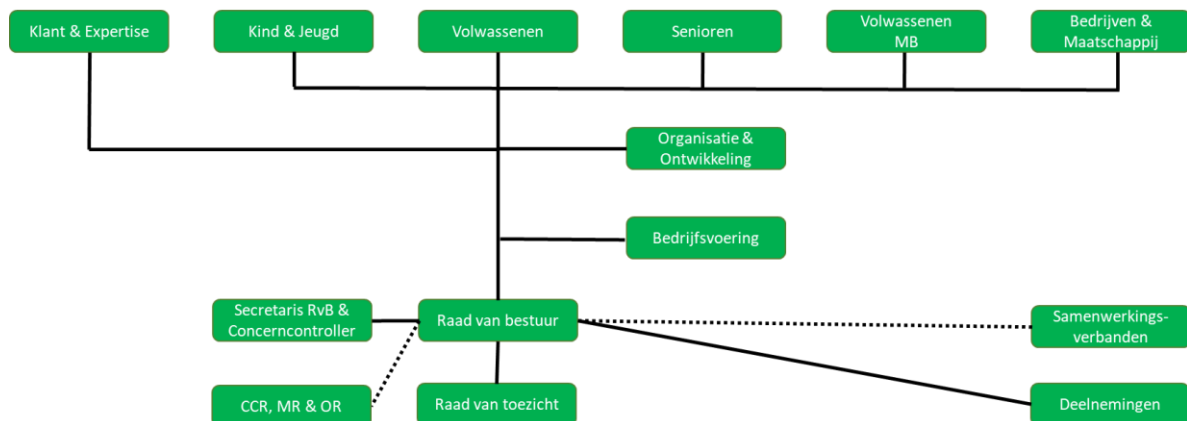 Klant & Expertise
Kind & Jeugd
Volwassenen
Senioren
Volwassenen
MB
Bedrijven &
Maatschappij
Organisatie &
Ontwikkeling
Bedrijfsvoering
Secretaris RvB &
Concerncontroller
Raad van bestuur
Samenwerkings-
verbanden
CCR, MR & OR
Raad van toezicht
Deelnemingen